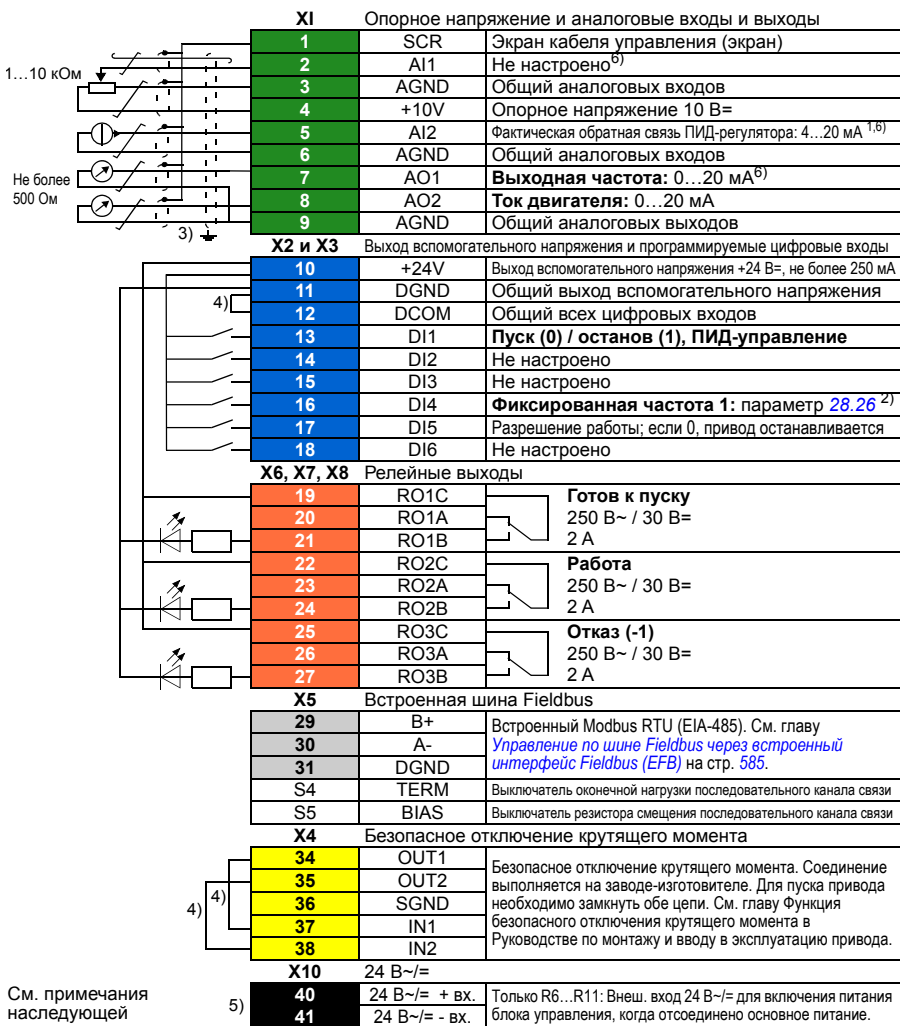 XI Опорное напряжение и аналоговые входы и выходы
1 SCR Экран кабеля управления (экран)
1…10 кОм
2 AI1 Не настроено6)
3 AGND Общий аналоговых входов
4 +10V Опорное напряжение 10 В=
5 AI2 Фактическая обратная связь ПИД-регулятора: 4…20 мА 1,6)
6 AGND Общий аналоговых входов
Не более
500 Ом
7 AO1 Выходная частота: 0…20 мА6)
8 AO2 Ток двигателя: 0…20 мА
9 AGND Общий аналоговых выходов
3)
X2 и X3 Выход вспомогательного напряжения и программируемые цифровые входы
10 +24V Выход вспомогательного напряжения +24 В=, не более 250 мА
11 DGND Общий выход вспомогательного напряжения
4)
12 DCOM Общий всех цифровых входов
13 DI1 Пуск (0) / останов (1), ПИД-управление
14 DI2 Не настроено
15 DI3 Не настроено
16 DI4 Фиксированная частота 1: параметр 28.26 2)
17 DI5 Разрешение работы; если 0, привод останавливается
18 DI6 Не настроено
X6, X7, X8 Релейные выходы
19 RO1C Готов к пуску
20 RO1A 250 В~ / 30 В=
21 RO1B 2 А
22 RO2C Работа
23 RO2A 250 В~ / 30 В=
24 RO2B 2 А
25 RO3C Отказ (-1)
26 RO3A 250 В~ / 30 В=
27 RO3B 2 А
X5 Встроенная шина Fieldbus
29 B+ Встроенный Modbus RTU (EIA-485). См. главу
30 A- Управление по шине Fieldbus через встроенный
31 DGND интерфейс Fieldbus (EFB) на стр. 585.
S4 TERM Выключатель оконечной нагрузки последовательного канала связи
S5 BIAS Выключатель резистора смещения последовательного канала связи
X4 Безопасное отключение крутящего момента
34 OUT1 Безопасное отключение крутящего момента. Соединение
35 OUT2 выполняется на заводе-изготовителе. Для пуска привода
4) 4)
36 SGND необходимо замкнуть обе цепи. См. главу Функция
37 IN1 безопасного отключения крутящего момента в
38 IN2 Руководстве по монтажу и вводу в эксплуатацию привода.
X10 24 В~/=
См. примечания
наследующей
5)
40 24 В~/= + вх. Только R6…R11: Внеш. вход 24 В~/= для включения питания
41 24 В~/= - вх. блока управления, когда отсоединено основное питание.